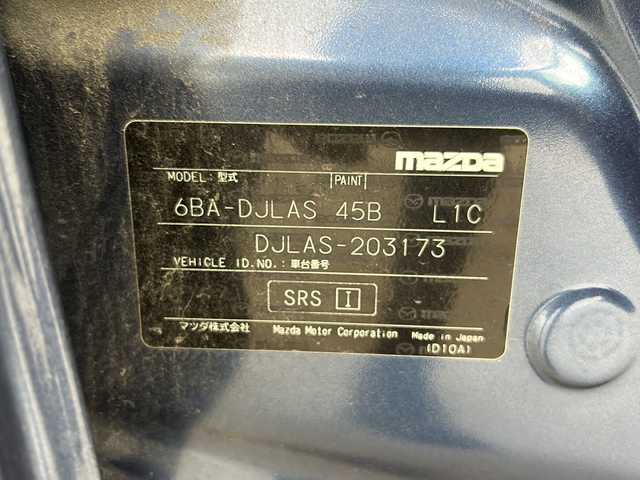 mazda
MODEL: 型式 PAINT
6BA-DJLAS 45B L1C
DJLAS-203173
VEHICLE ID.NO.: 車台番号
SRS I
マツダ株式会社 Mazda Motor Corporation Made in Japan
(D10A)